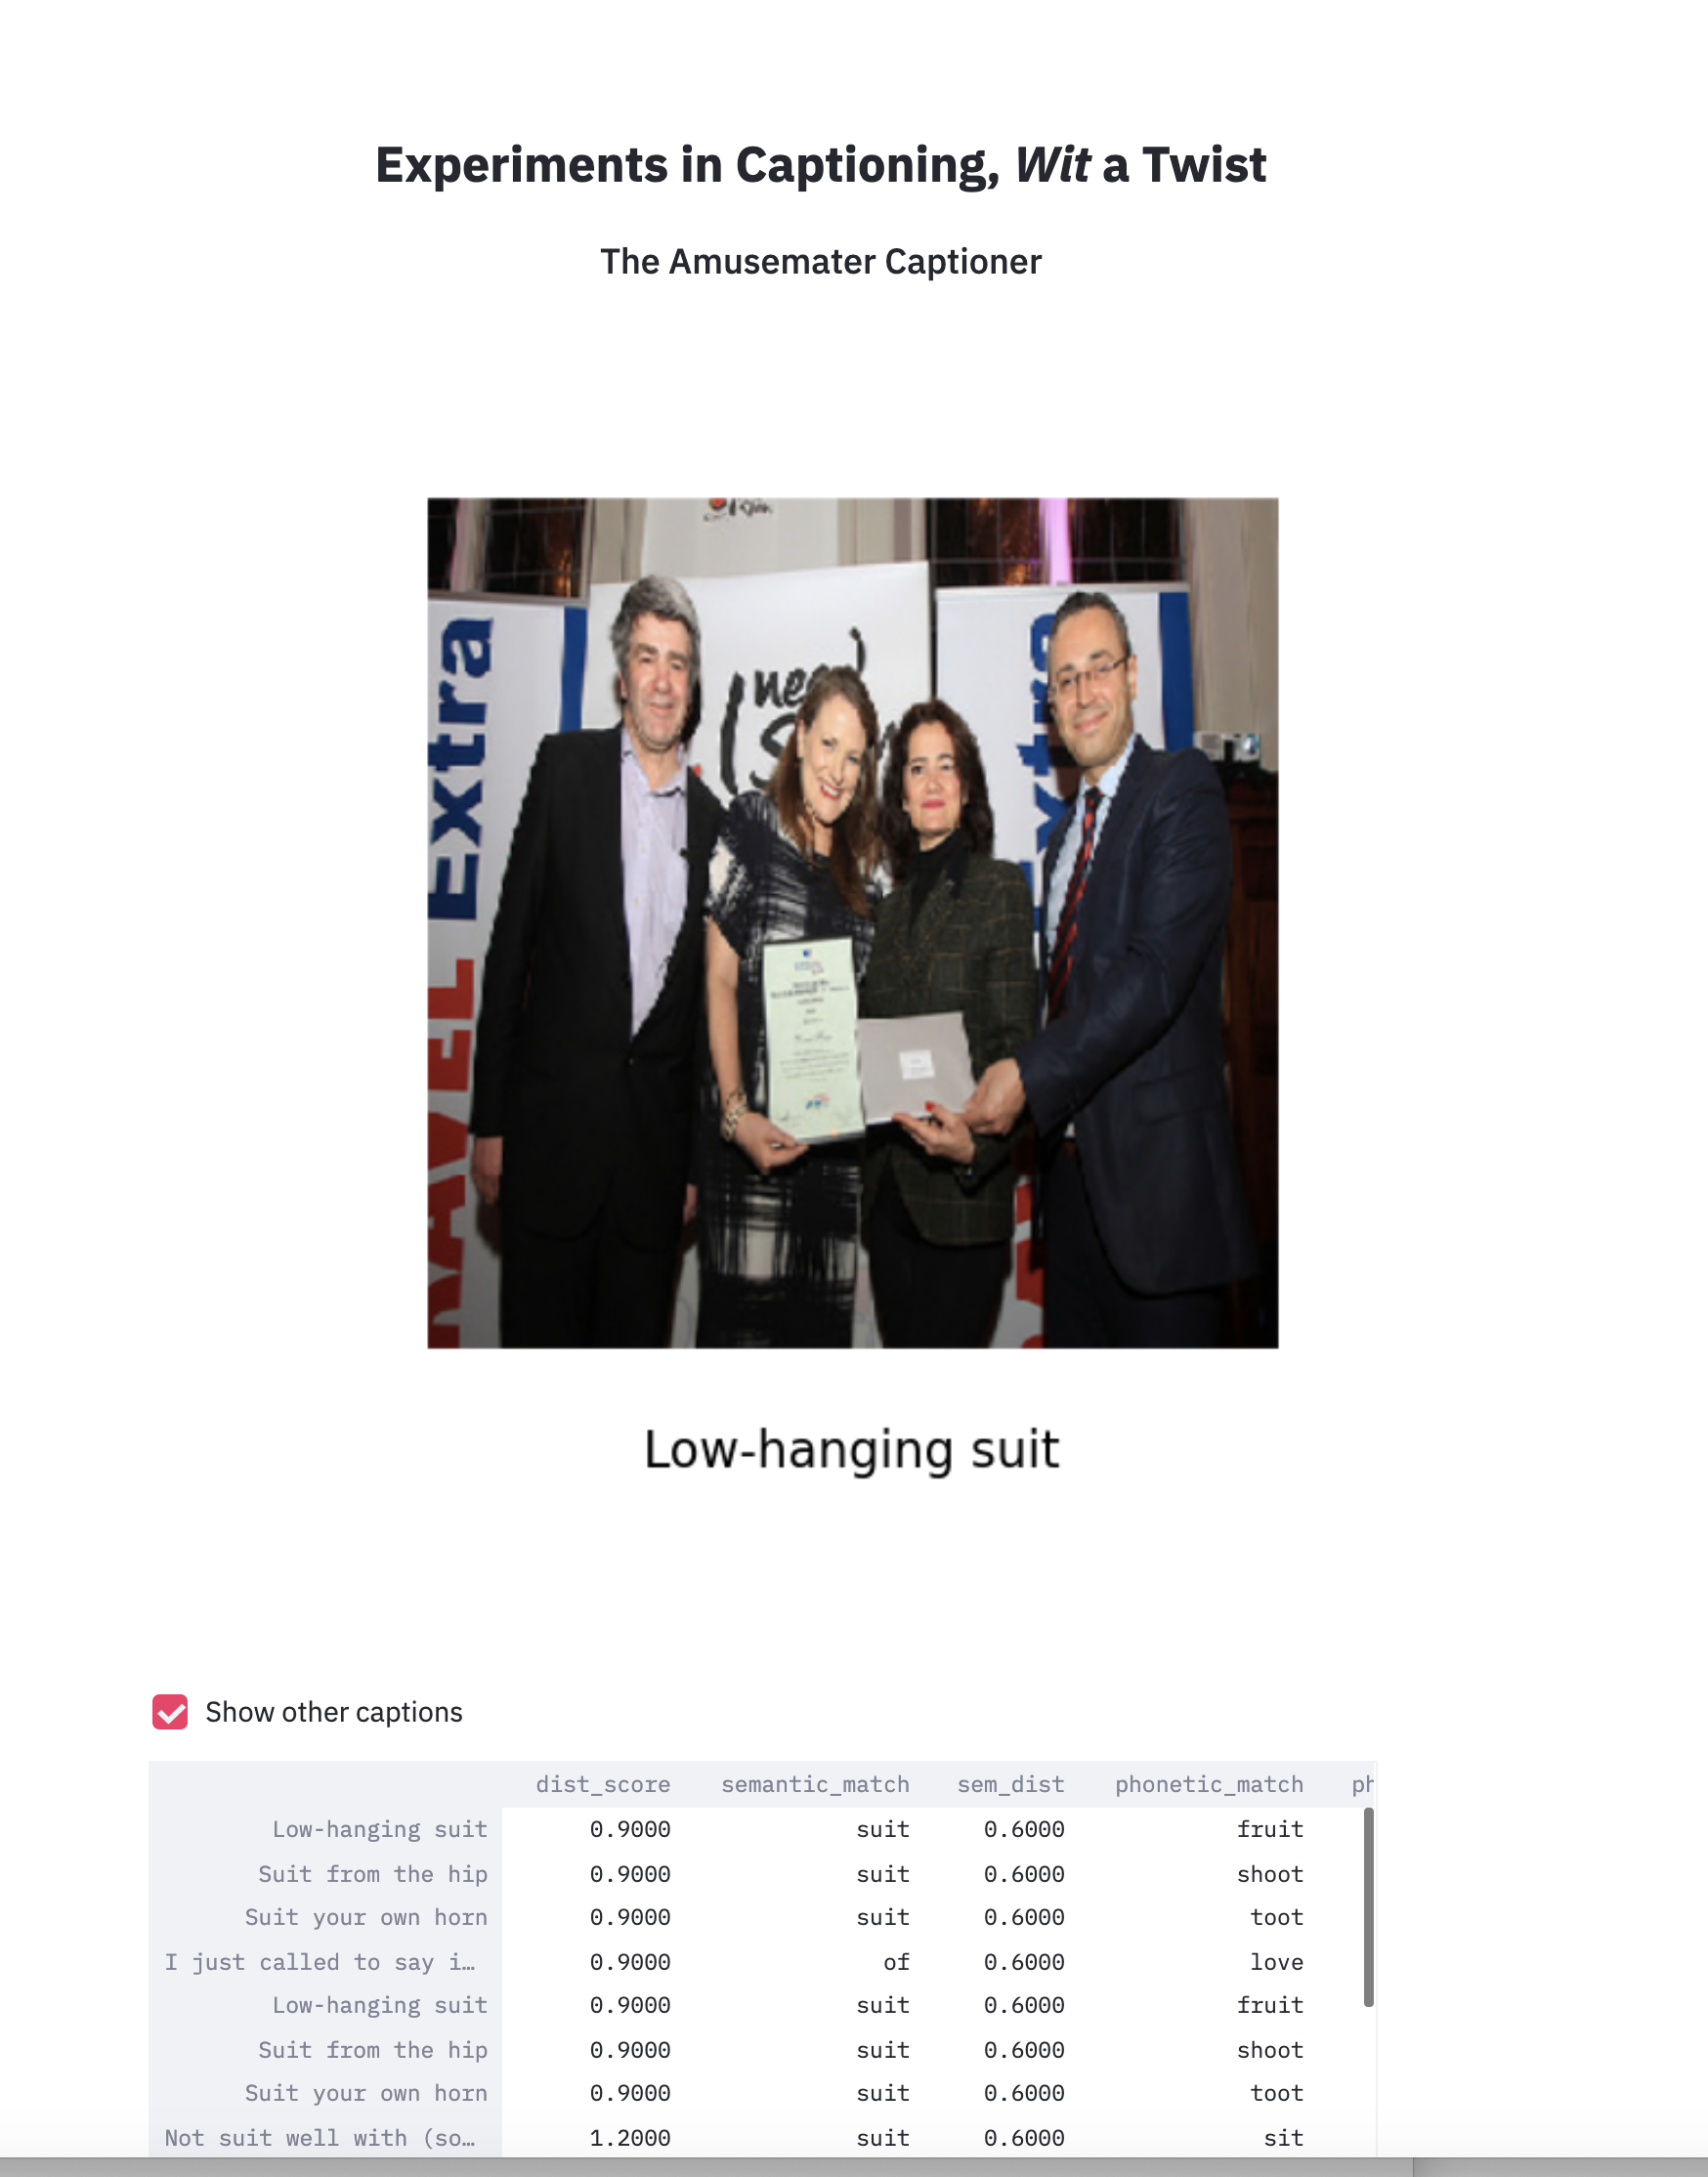 Experiments in Captioning, Wit a Twist
The Amusemater Captioner
Extra
need
RAVEL
Low-hanging suit
Show other captions
dist_score semantic_match sem_dist phonetic_match ph
Low-hanging suit 0.9000 suit 0.6000 fruit
Suit from the hip 0.9000 suit 0.6000 shoot
Suit your own horn 0.9000 suit 0.6000 toot
I just called to say i… 0.9000 of 0.6000 love
Low-hanging suit 0.9000 suit 0.6000 fruit
Suit from the hip 0.9000 suit 0.6000 shoot
Suit your own horn 0.9000 suit 0.6000 toot
Not suit well with (so… 1.2000 suit 0.6000 sit